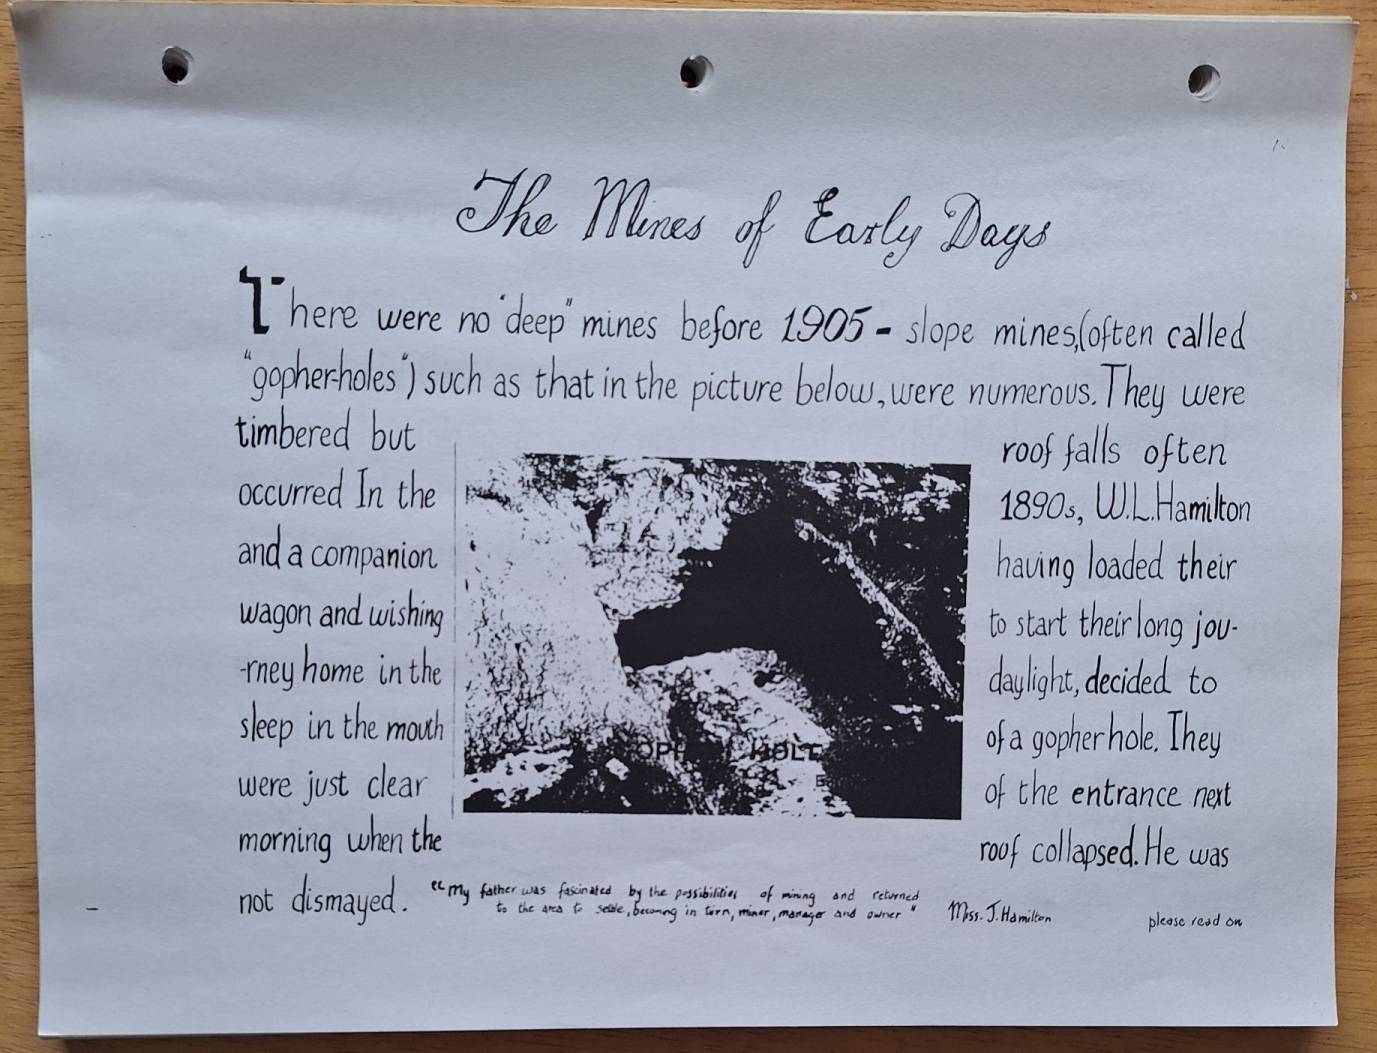 The Mines of Early Days
There were no "deep" mines before 1905 - slope mines,(often called
"gopher-holes") such as that in the picture below, were numerous. They were
timbered but roof falls often
occurred In the 1890s, W.L.Hamilton
and a companion having loaded their
wagon and wishing to start their long jou-
-rney home in the daylight, decided to
sleep in the mouth of a gopher hole. They
were just clear of the entrance next
morning when the roof collapsed. He was
not dismayed. "My father was fascinated by the possibilities of mining and returned
to the area to settle, becoming in turn, miner, manager and owner" Miss. J. Hamilton
please read on